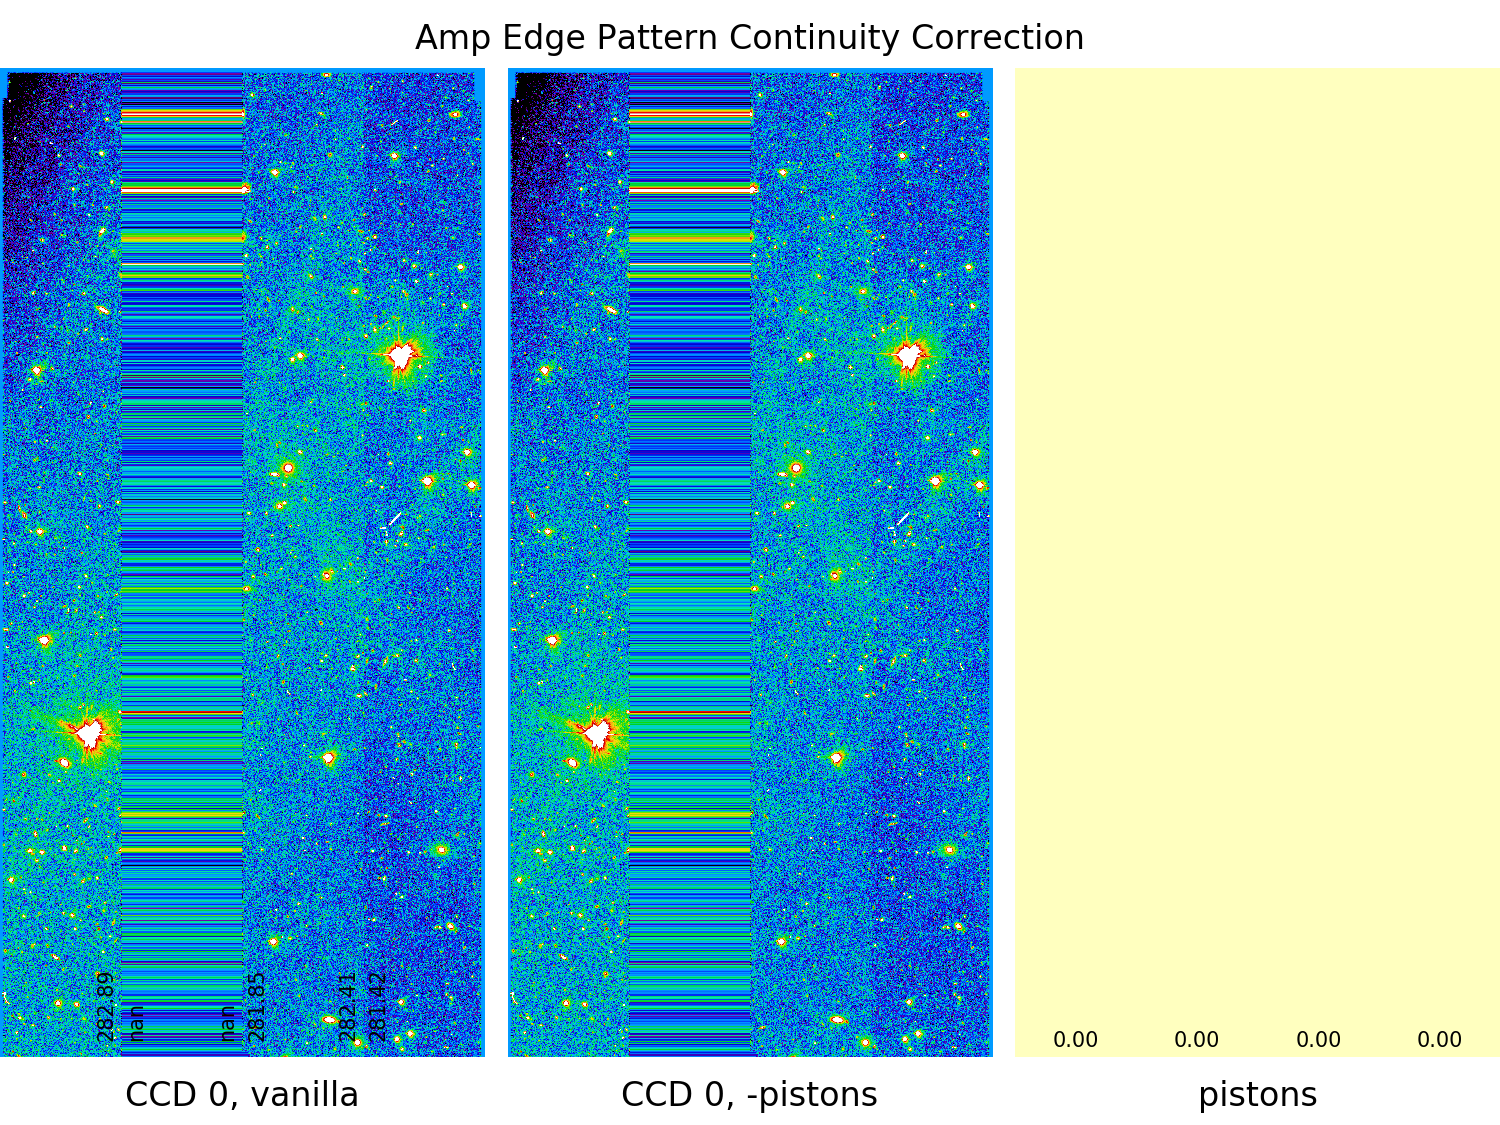 Amp Edge Pattern Continuity Correction
282.89
nan
nan
281.85
282.41
281.42
0.00 0.00 0.00 0.00
CCD 0, vanilla
CCD 0, -pistons
pistons